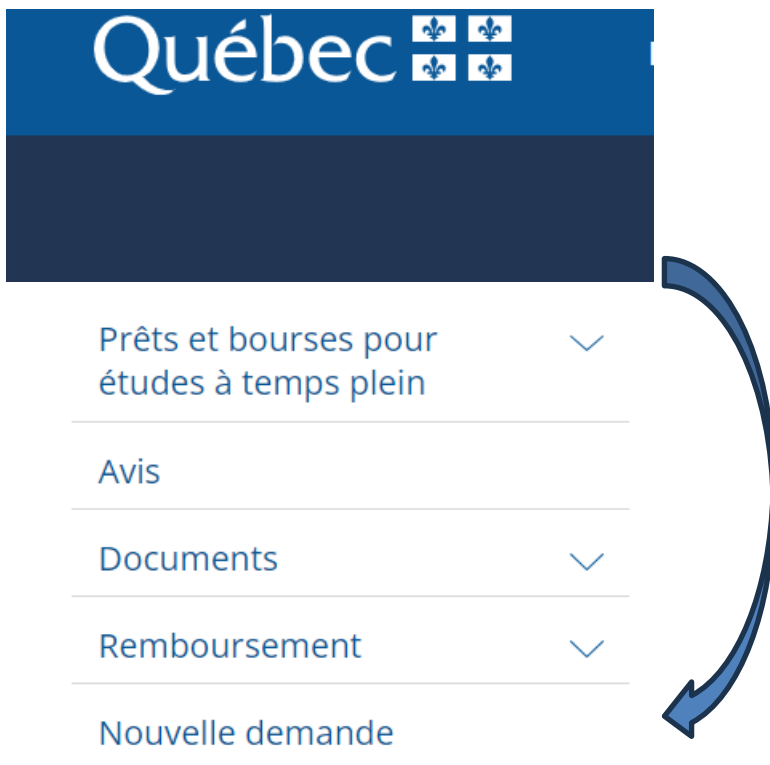 Québec
Prêts et bourses pour
études à temps plein
Avis
Documents
Remboursement
Nouvelle demande